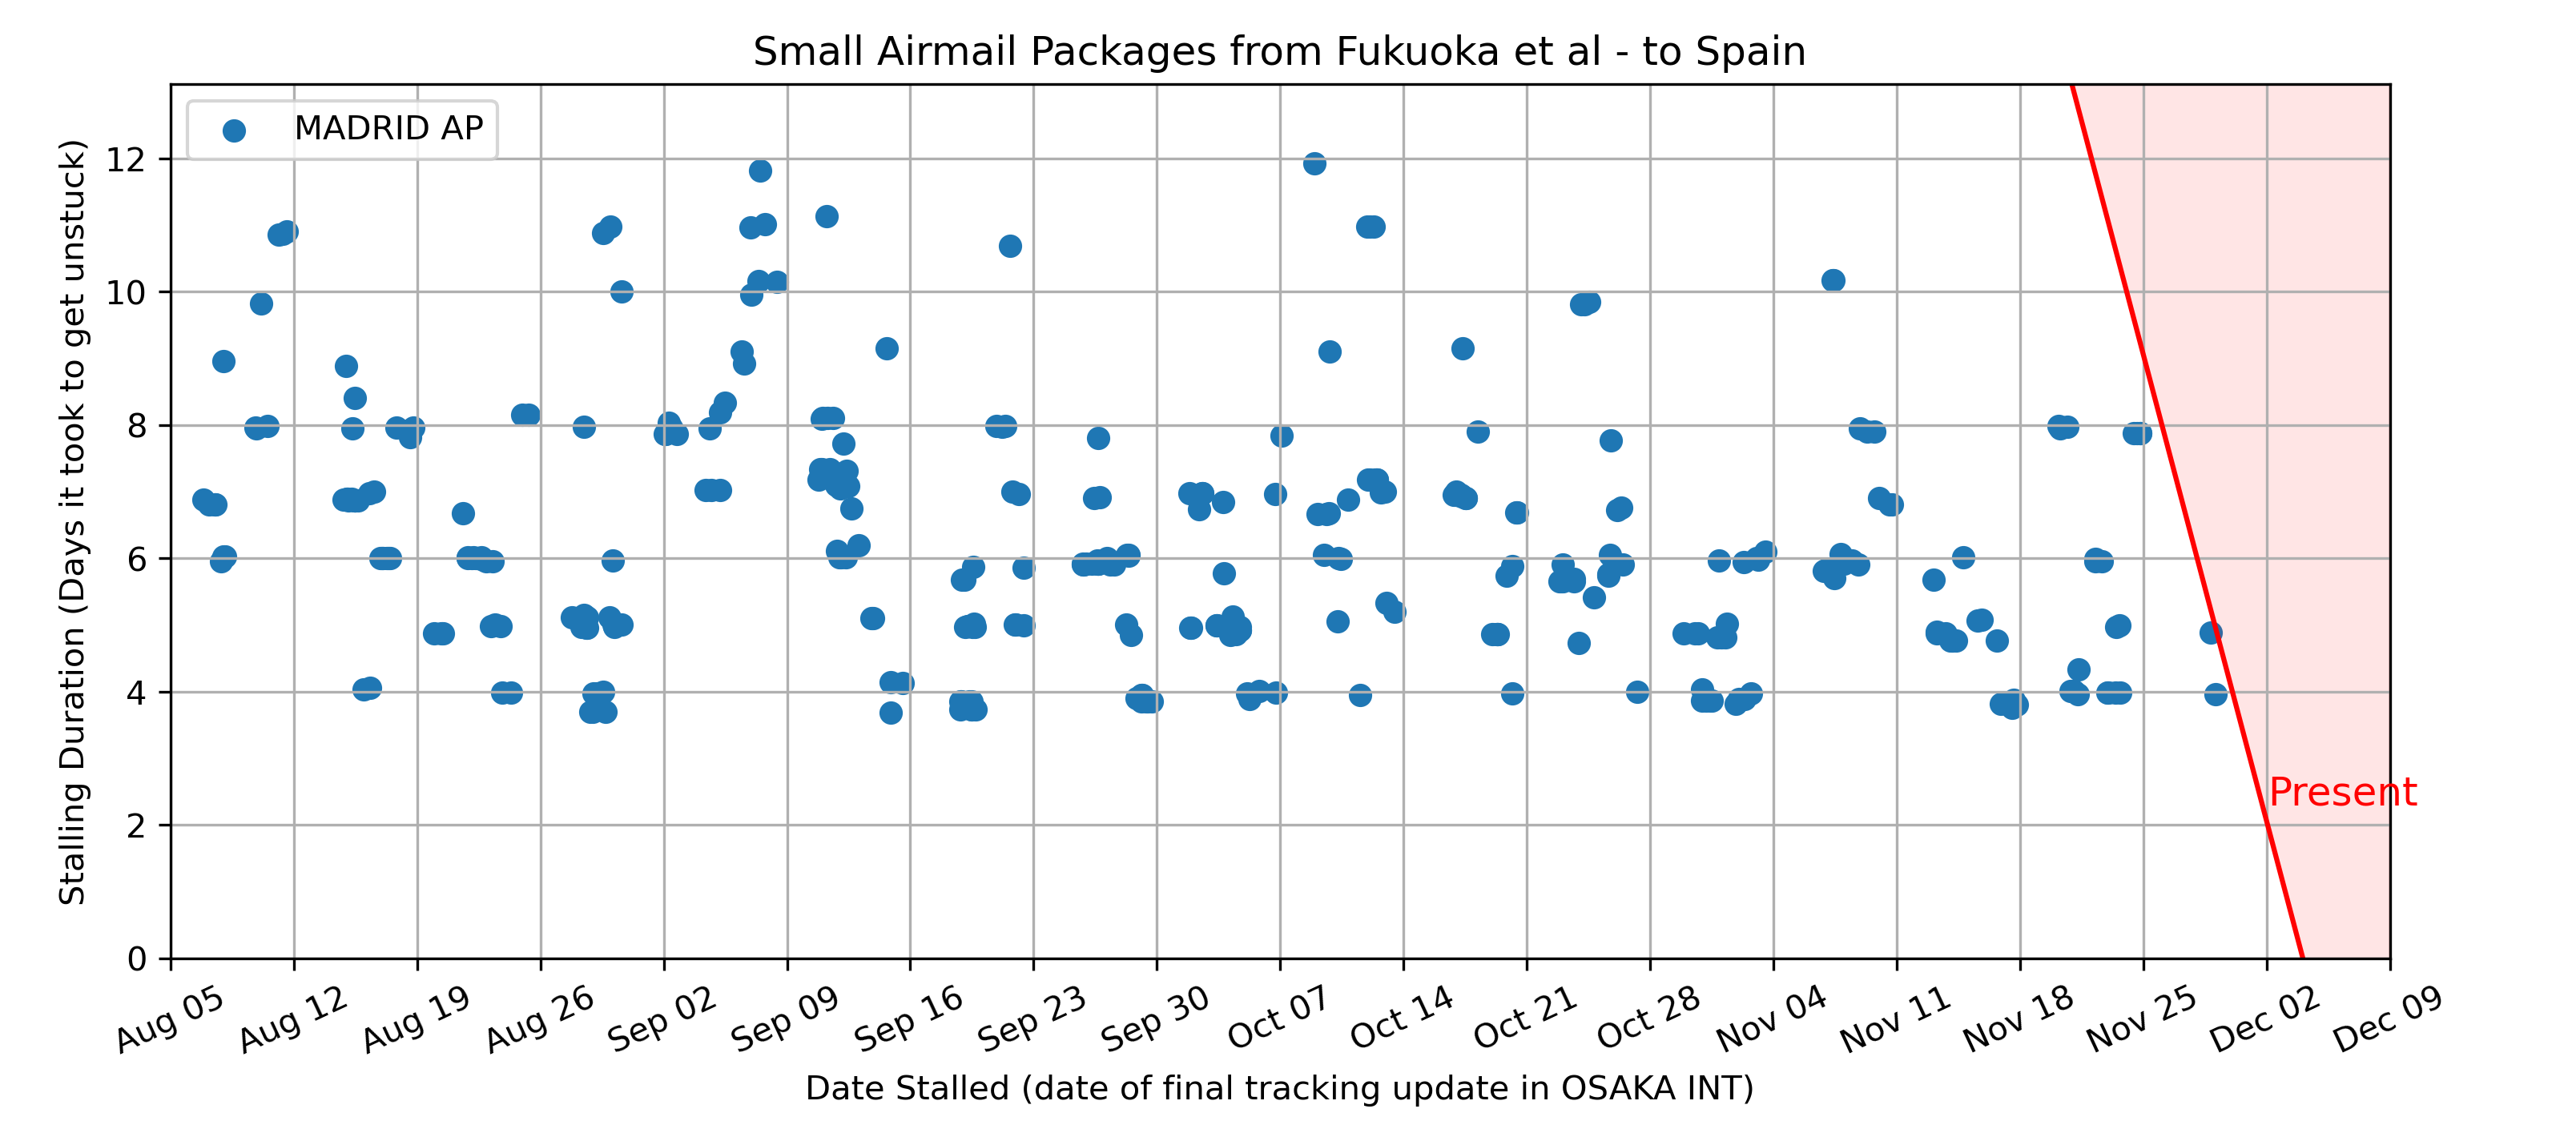 Small Airmail Packages from Fukuoka et al - to Spain
MADRID AP
Stalling Duration (Days it took to get unstuck)
12
10
8
6
4
2
0
Present
Aug 05
Aug 12
Aug 19
Aug 26
Sep 02
Sep 09
Sep 16
Sep 23
Sep 30
Oct 07
Oct 14
Oct 21
Oct 28
Nov 04
Nov 11
Nov 18
Nov 25
Dec 02
Dec 09
Date Stalled (date of final tracking update in OSAKA INT)